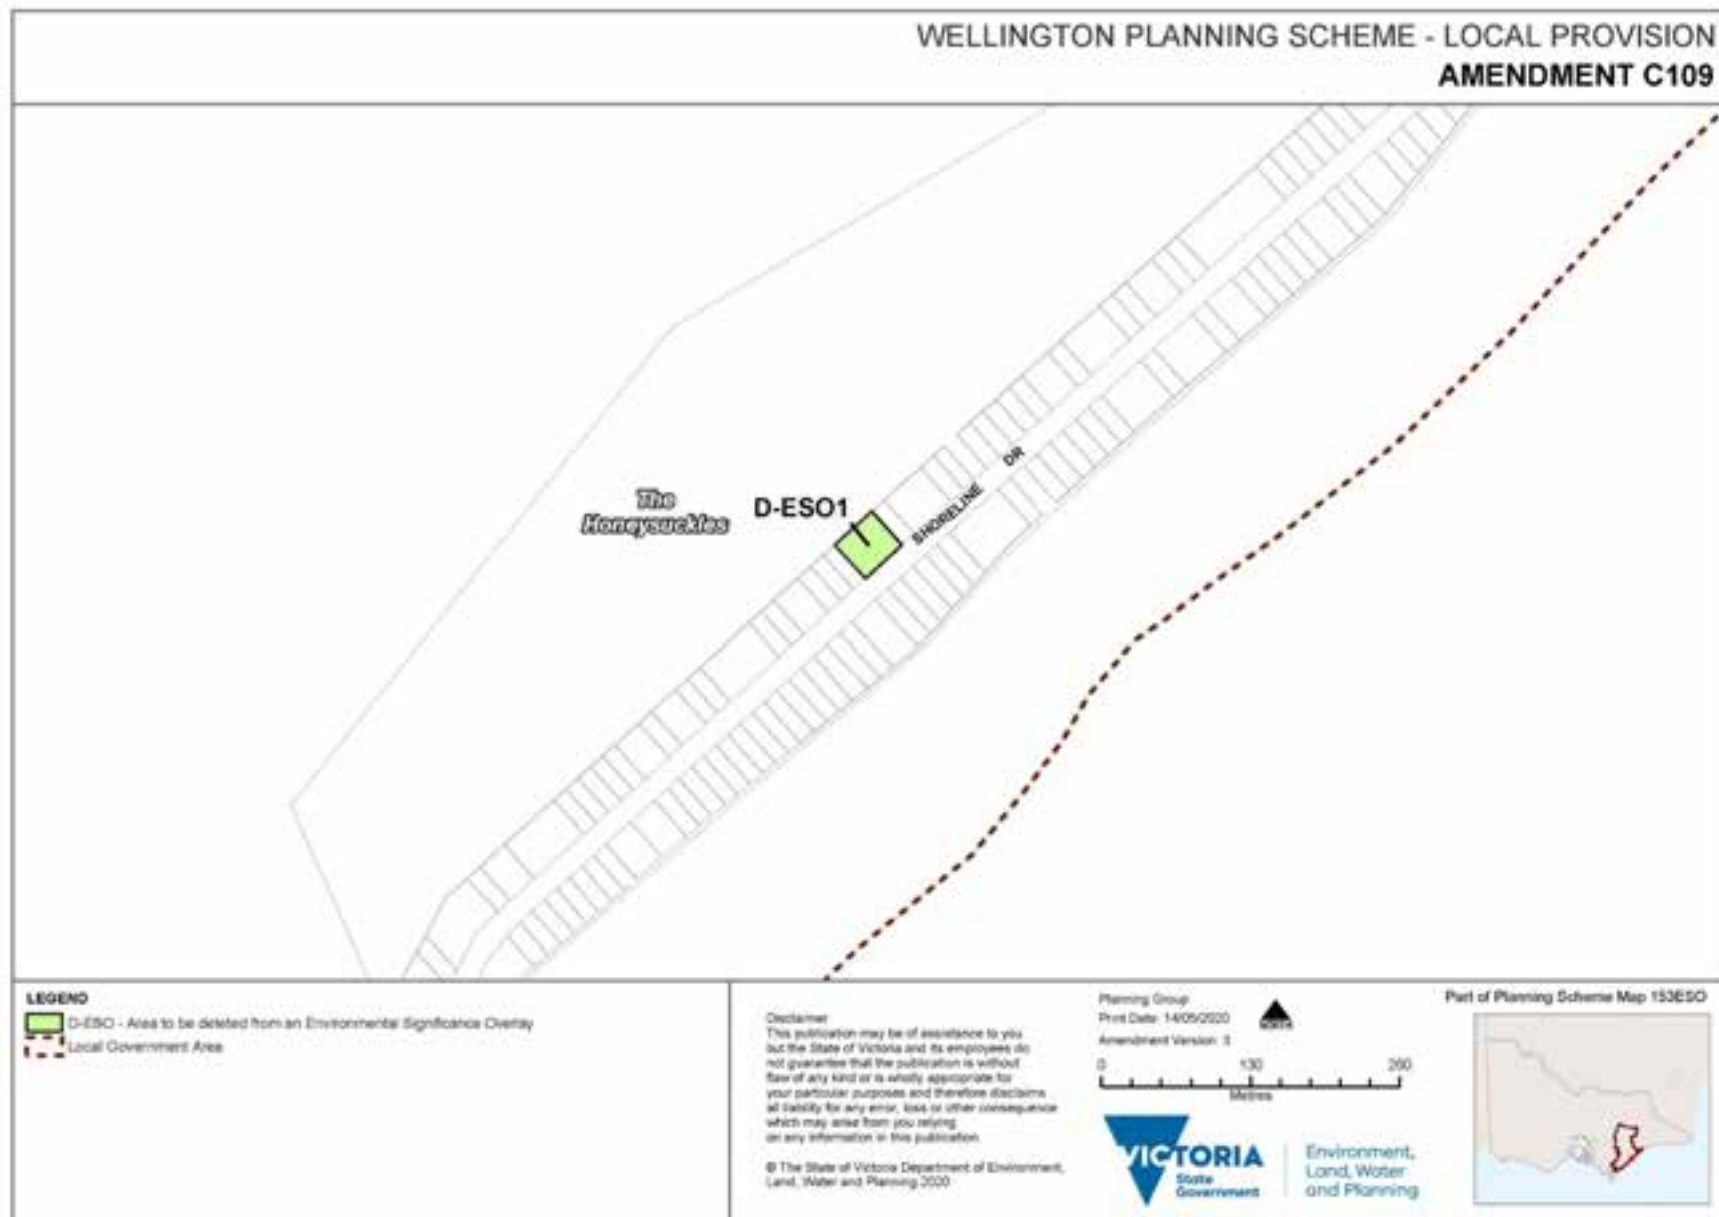 WELLINGTON PLANNING SCHEME - LOCAL PROVISION
AMENDMENT C109
The
Honeysuckles
D-ESO1
SHORELINE DR
LEGEND
D-ESO - Area to be deleted from an Environmental Significance Overlay
Local Government Area
Disclaimer
This publication may be of assistance to you
but the State of Victoria and its employees do
not guarantee that the publication is without
flaw of any kind or is wholly appropriate for
your particular purposes and therefore disclaims
all liability for any error, loss or other consequence
which may arise from you relying
on any information in this publication.
© The State of Victoria Department of Environment,
Land, Water and Planning 2020
Planning Group
Print Date: 14/05/2020
Amendment Version: 3
0 130 260
Metres
VICTORIA
State
Government
Environment,
Land, Water
and Planning
Part of Planning Scheme Map 153ESO